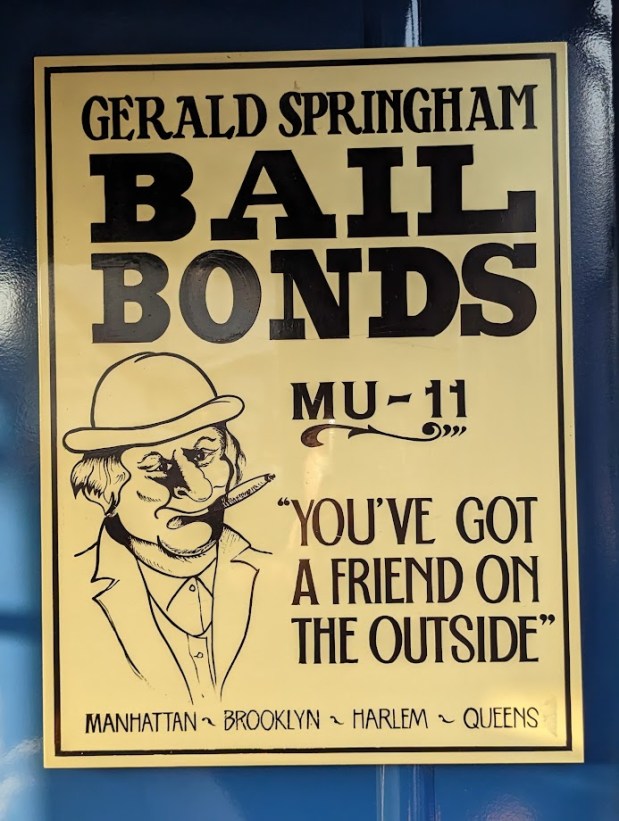 GERALD SPRINGHAM
BAIL
BONDS
MU-11
"YOU'VE GOT
A FRIEND ON
THE OUTSIDE"
MANHATTAN ~ BROOKLYN ~ HARLEM ~ QUEENS